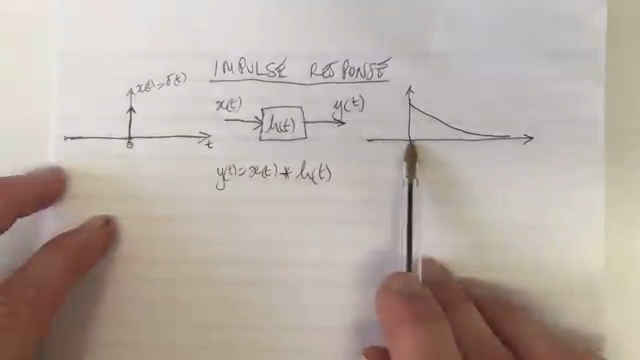 IMPULSE RESPONSE
x(t)=δ(t)
x(t)
y(t)
h(t)
0
t
y(t)=x(t)*h(t)